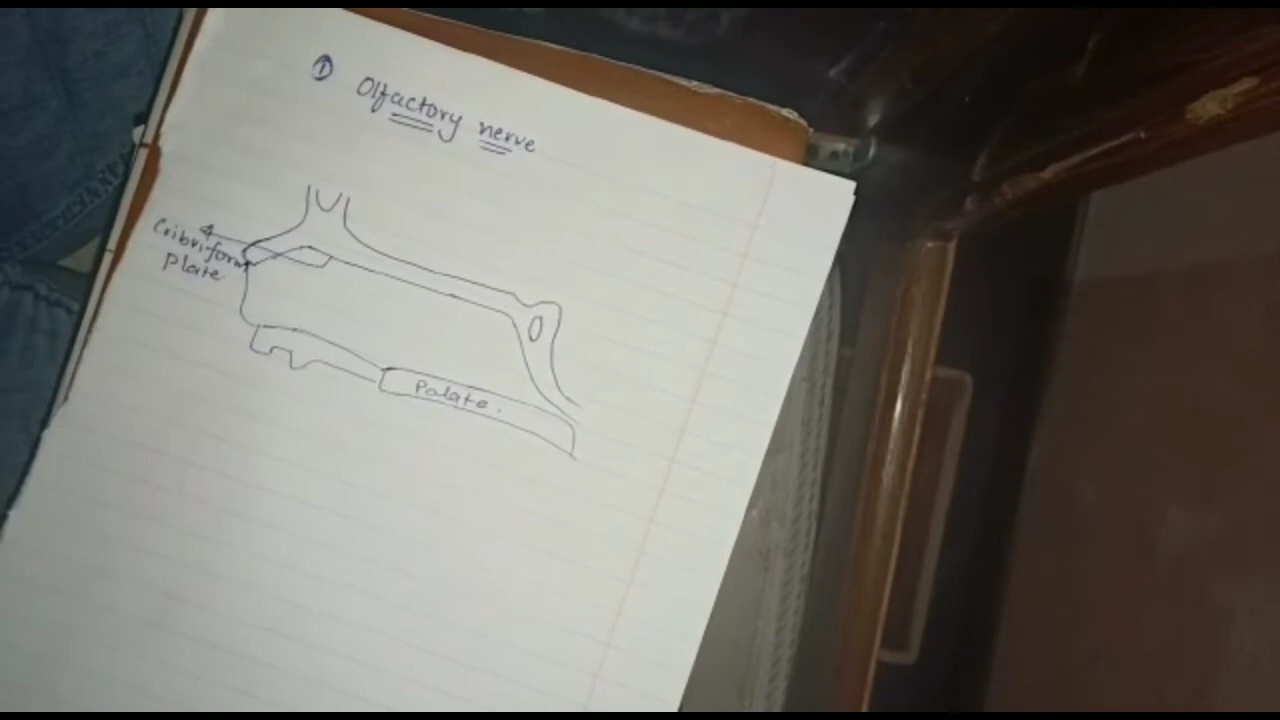 ① Olfactory nerve
Cribriform
Plate
Palate.